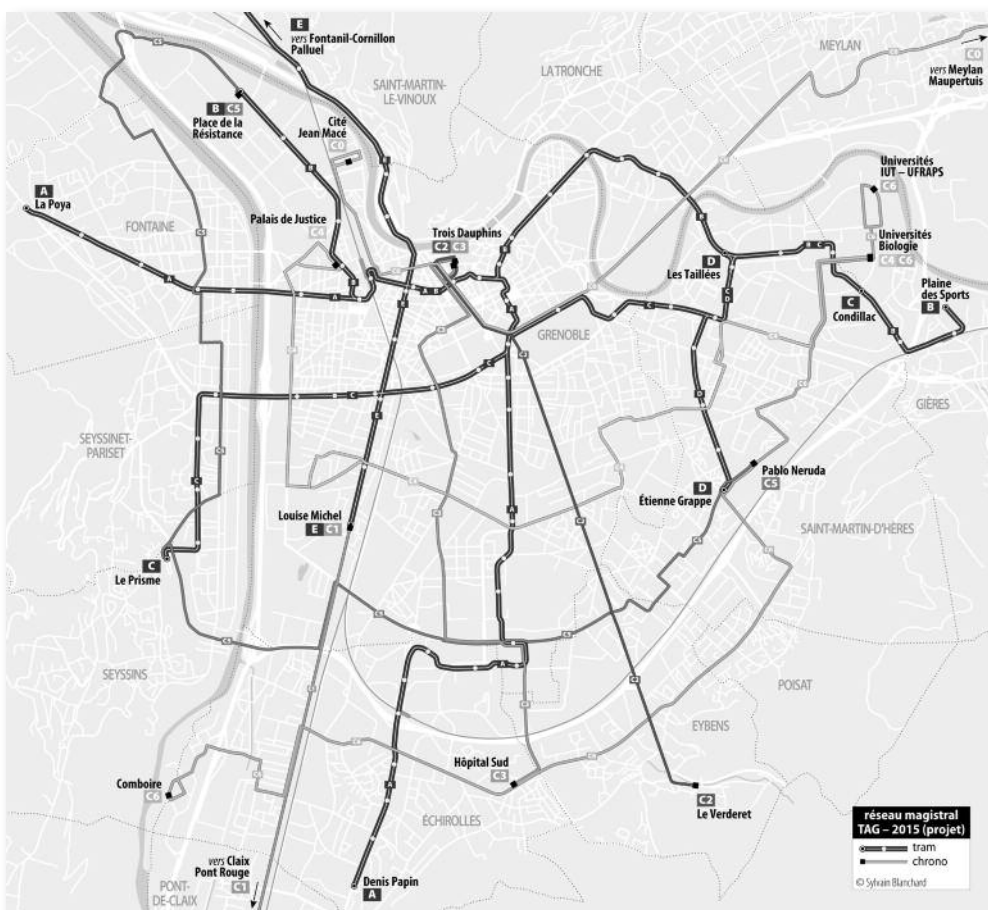 E
vers Fontanil-Cornillon
Palluel
MEYLAN
C0
vers Meylan
Maupertuis
LA TRONCHE
SAINT-MARTIN-
LE-VINOUX
B C5
Place de la
Résistance
Cité
Jean Macé
C0
Universités
IUT – UFRAPS
C6
A
La Poya
FONTAINE
Palais de Justice
C4
Trois Dauphins
C2 C3
Universités
Biologie
C4 C6
D
Les Taillées
Plaine
des Sports
B
C
Condillac
GRENOBLE
GIÈRES
SEYSSINET-
PARISET
Pablo Neruda
C5
D
Étienne Grappe
Louise Michel
E C1
SAINT-MARTIN-D'HÈRES
C
Le Prisme
SEYSSINS
POISAT
EYBENS
Hôpital Sud
C3
Comboire
C6
C2
Le Verderet
ÉCHIROLLES
réseau magistral
TAG – 2015 (projet)
tram
chrono
© Sylvain Blanchard
vers Claix
Pont Rouge
C1
Denis Papin
A
PONT-
DE-CLAIX